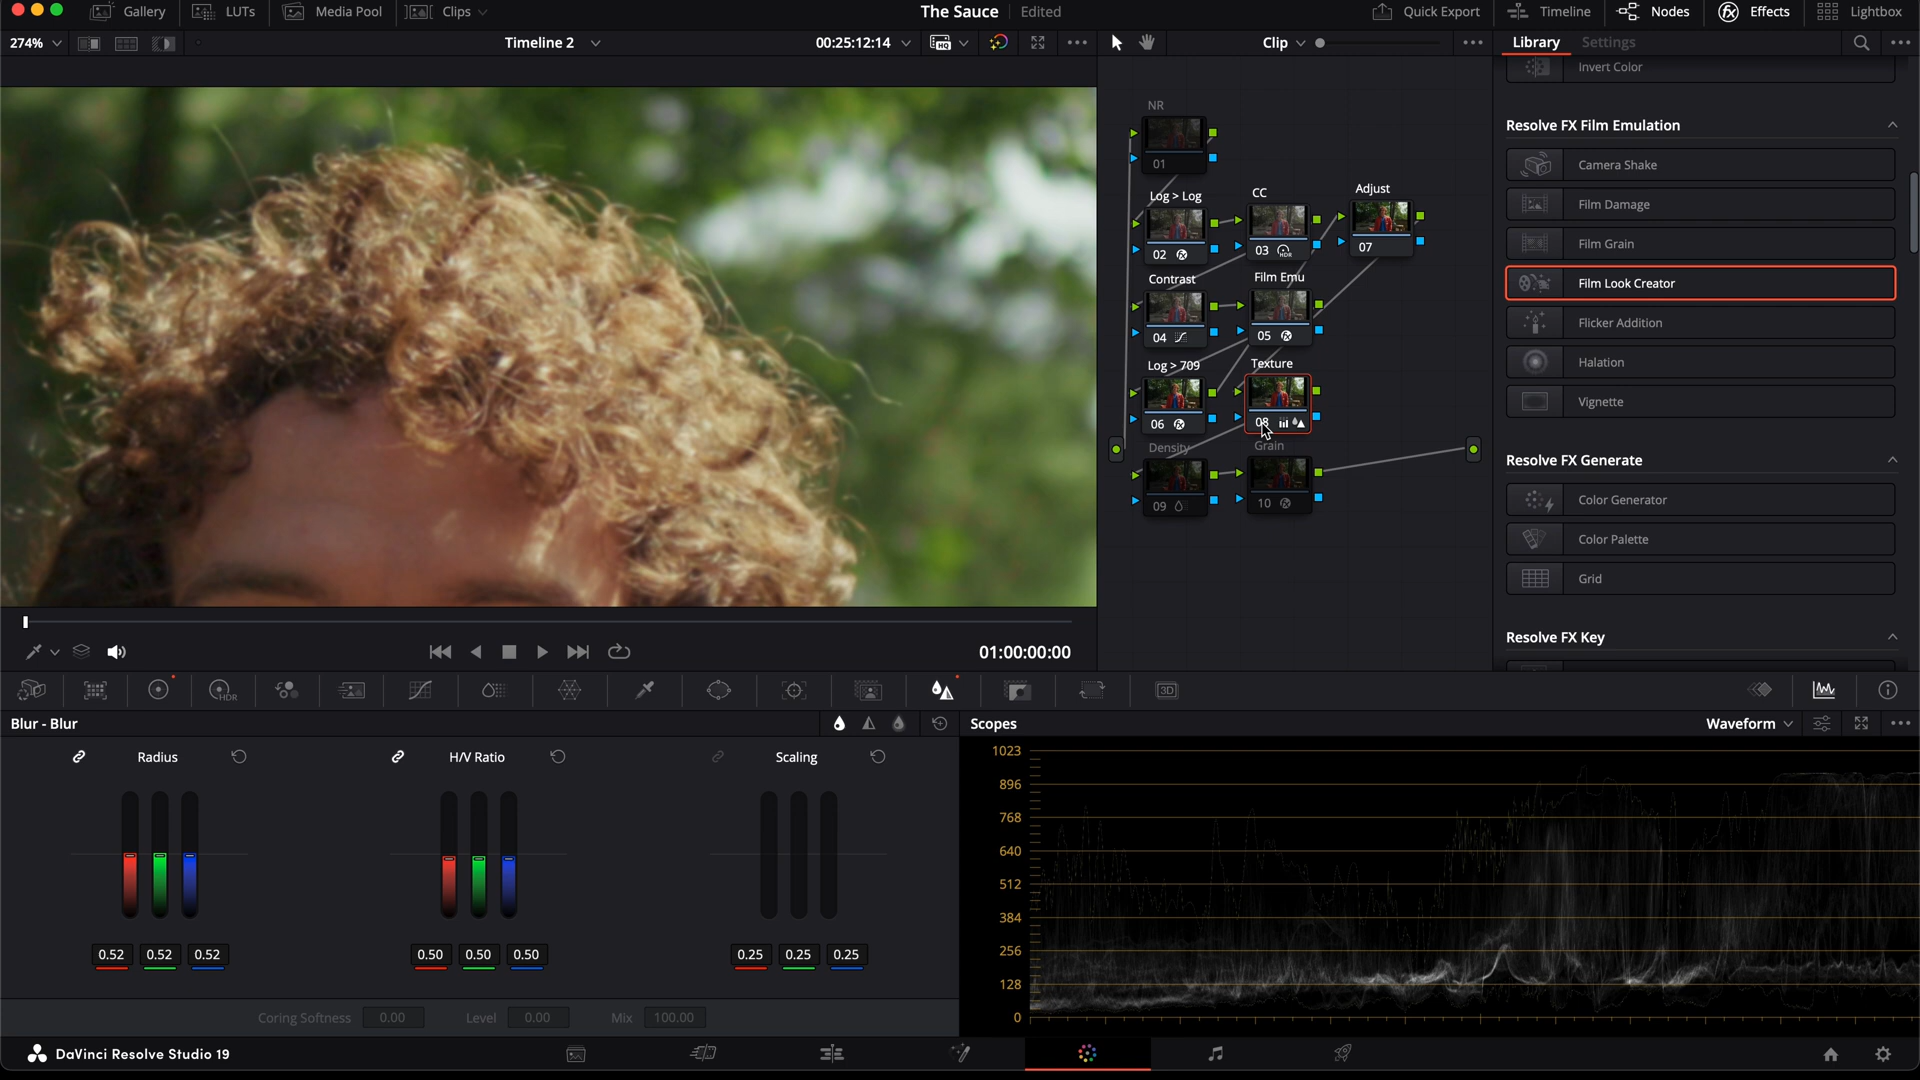 Gallery LUTs Media Pool Clips The Sauce Edited Quick Export Timeline Nodes Effects Lightbox
274% Timeline 2 00:25:12:14 Clip Library Settings
Invert Color
NR
01
Resolve FX Film Emulation
Camera Shake
Film Damage
Film Grain
Film Look Creator
Flicker Addition
Halation
Vignette
Log > Log CC Adjust
02 03 HDR 07
Contrast Film Emu
04 05
Log > 709 Texture
06 08
Density Grain
09 10
Resolve FX Generate
Color Generator
Color Palette
Grid
Resolve FX Key
01:00:00:00
HDR 3D
Blur - Blur
Radius H/V Ratio Scaling
0.52 0.52 0.52 0.50 0.50 0.50 0.25 0.25 0.25
Coring Softness 0.00 Level 0.00 Mix 100.00
Scopes Waveform
1023
896
768
640
512
384
256
128
0
DaVinci Resolve Studio 19